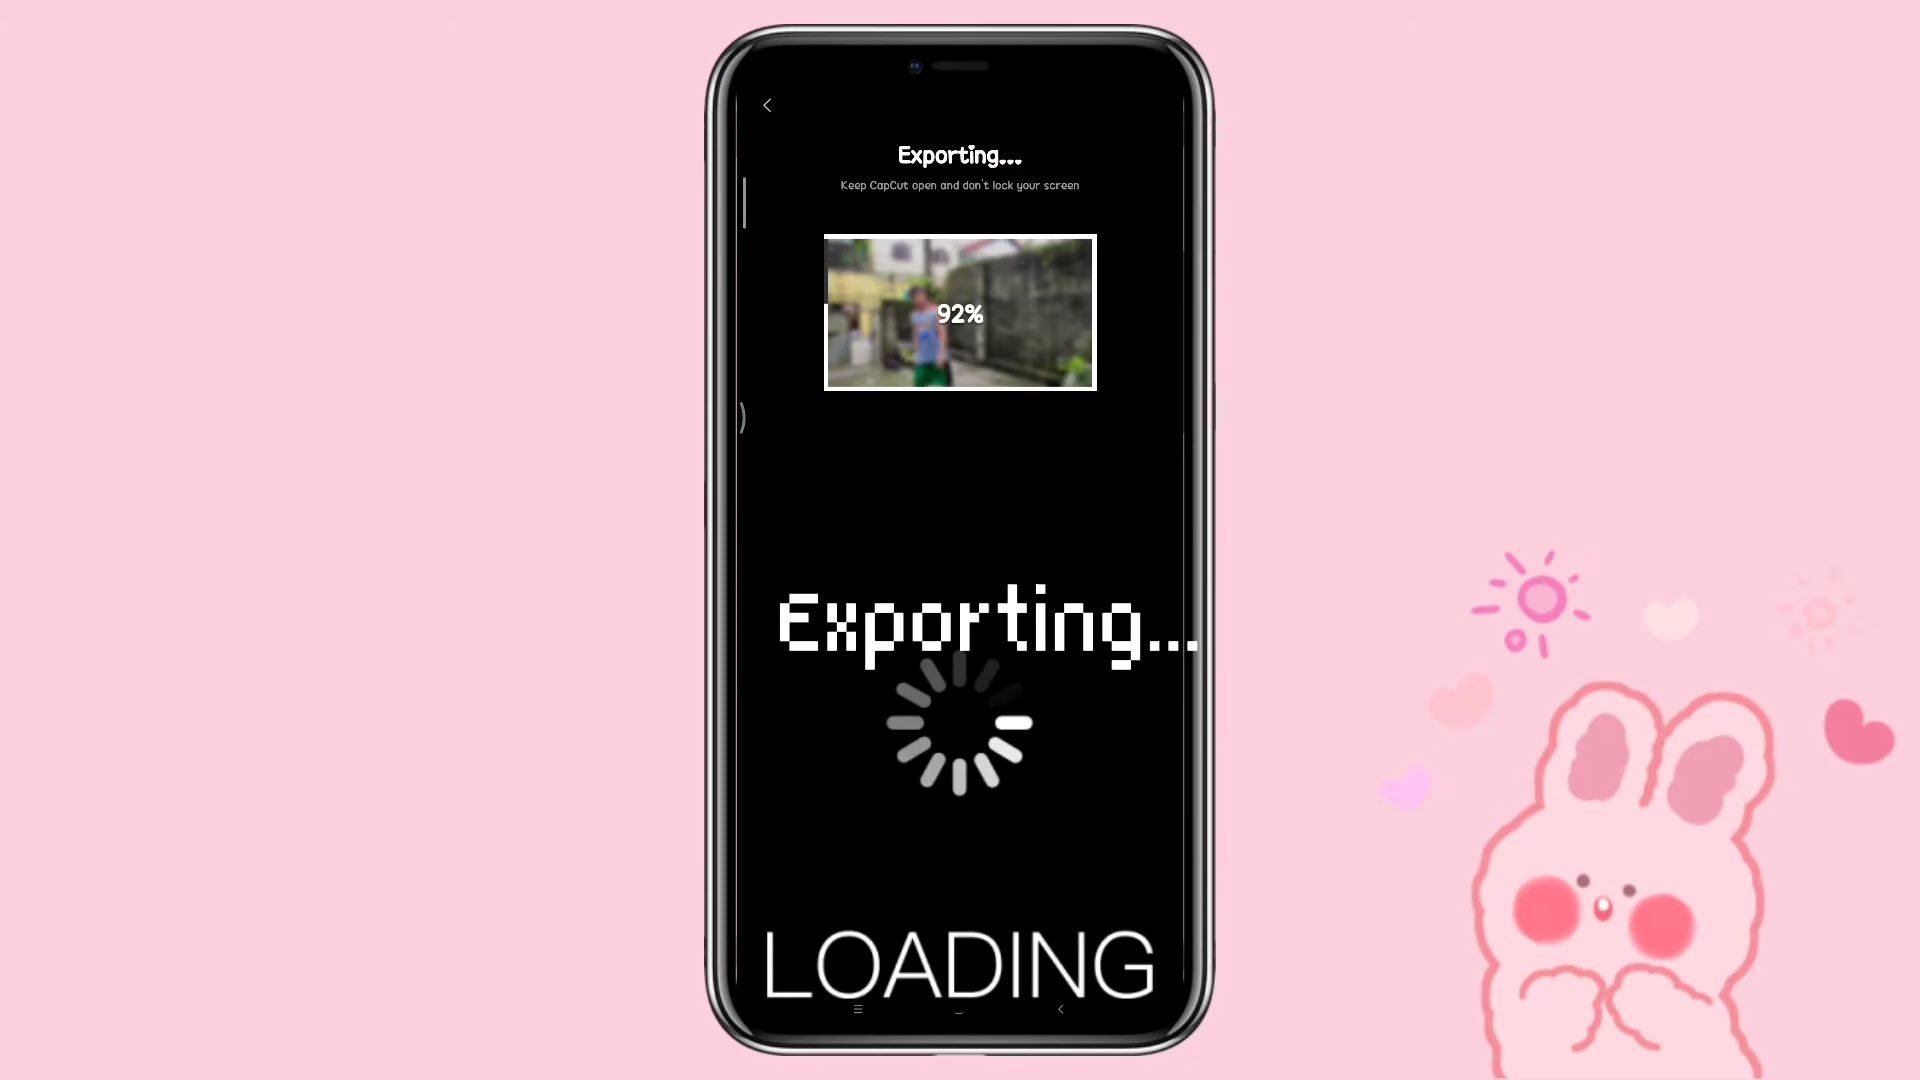 Exporting...
Keep CapCut open and don't lock your screen
92%
Exporting...
LOADING